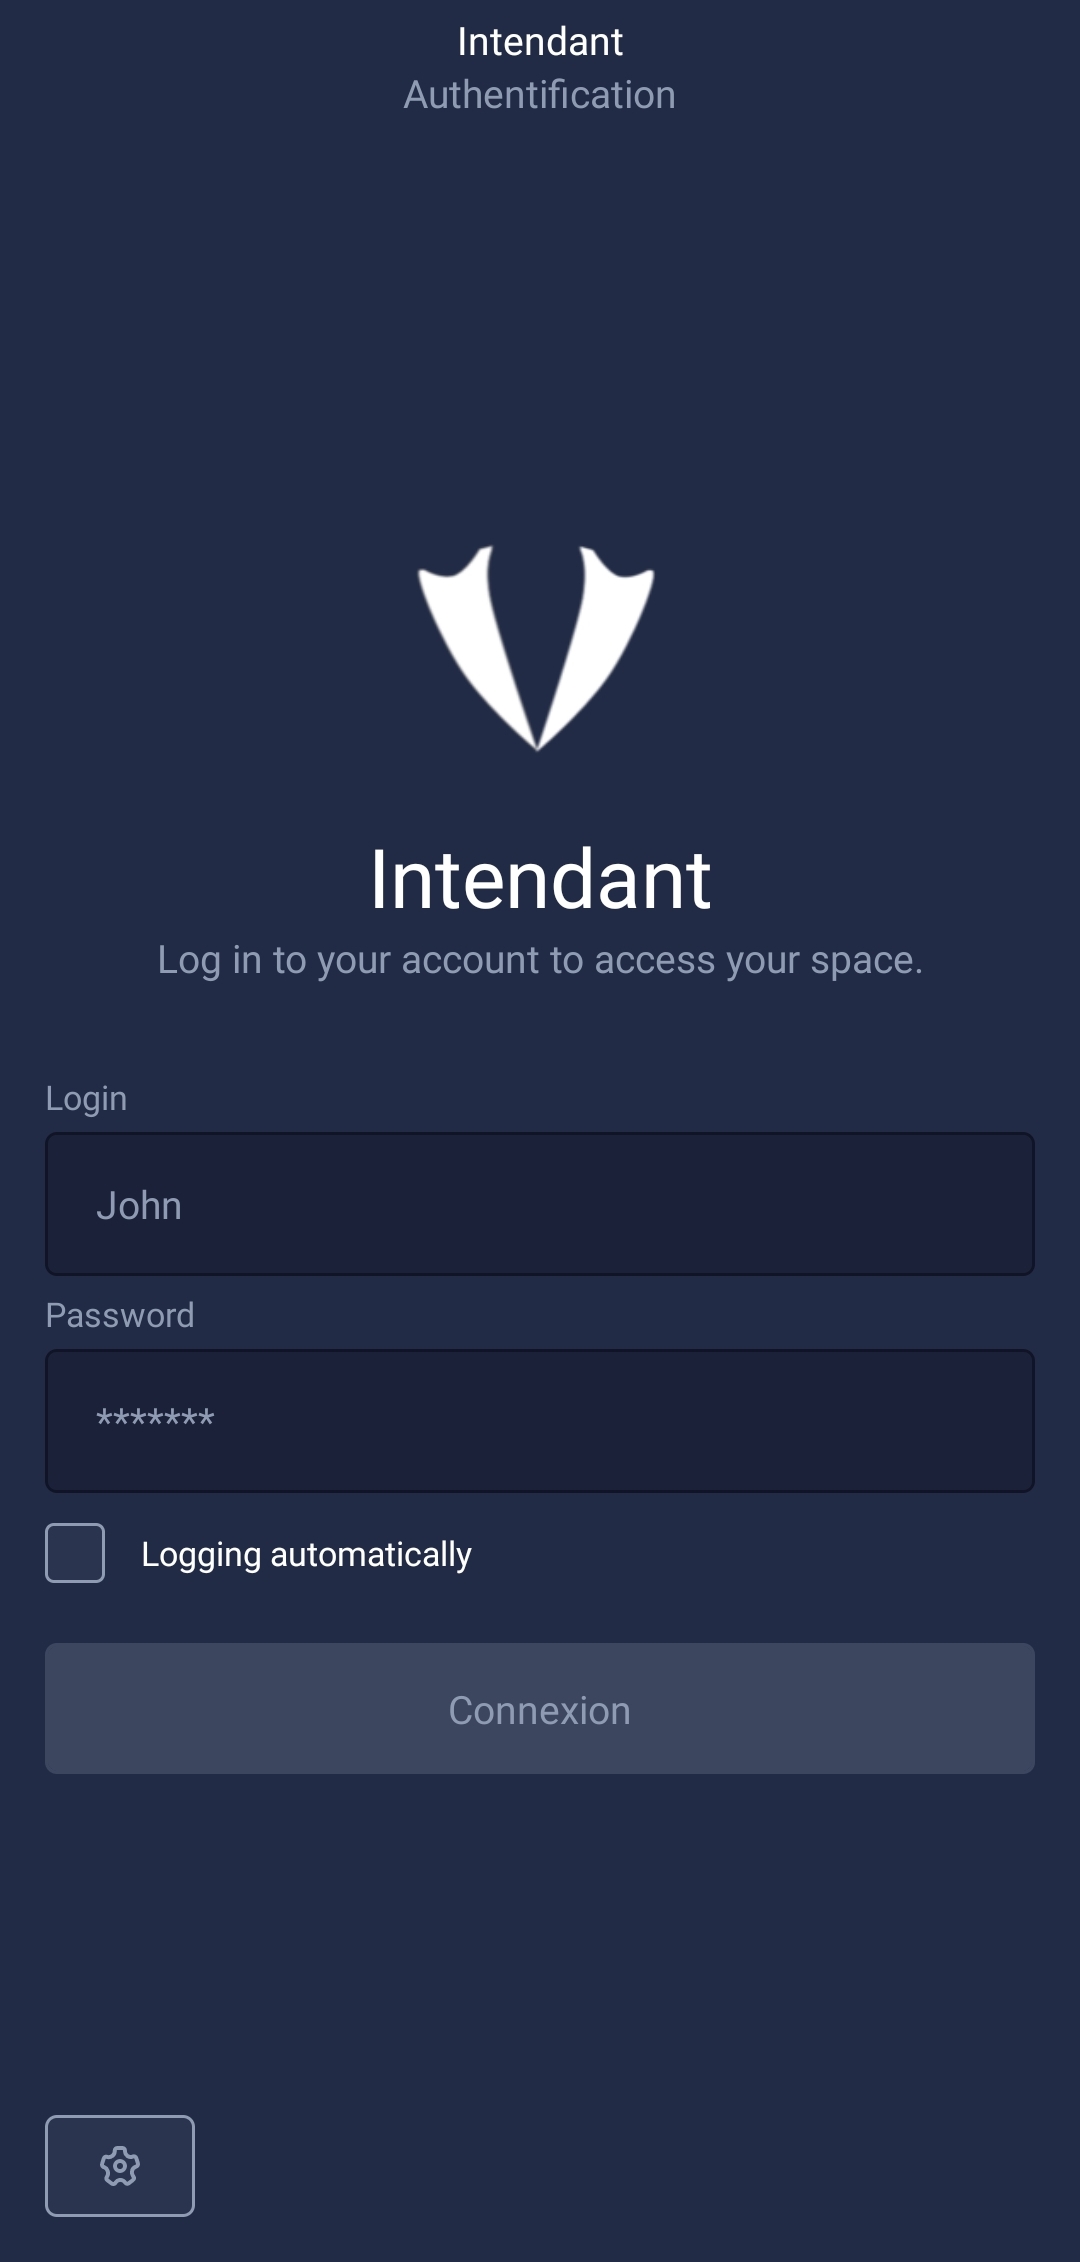 Intendant
Authentification
Intendant
Log in to your account to access your space.
Login
John
Password
*******
Logging automatically
Connexion